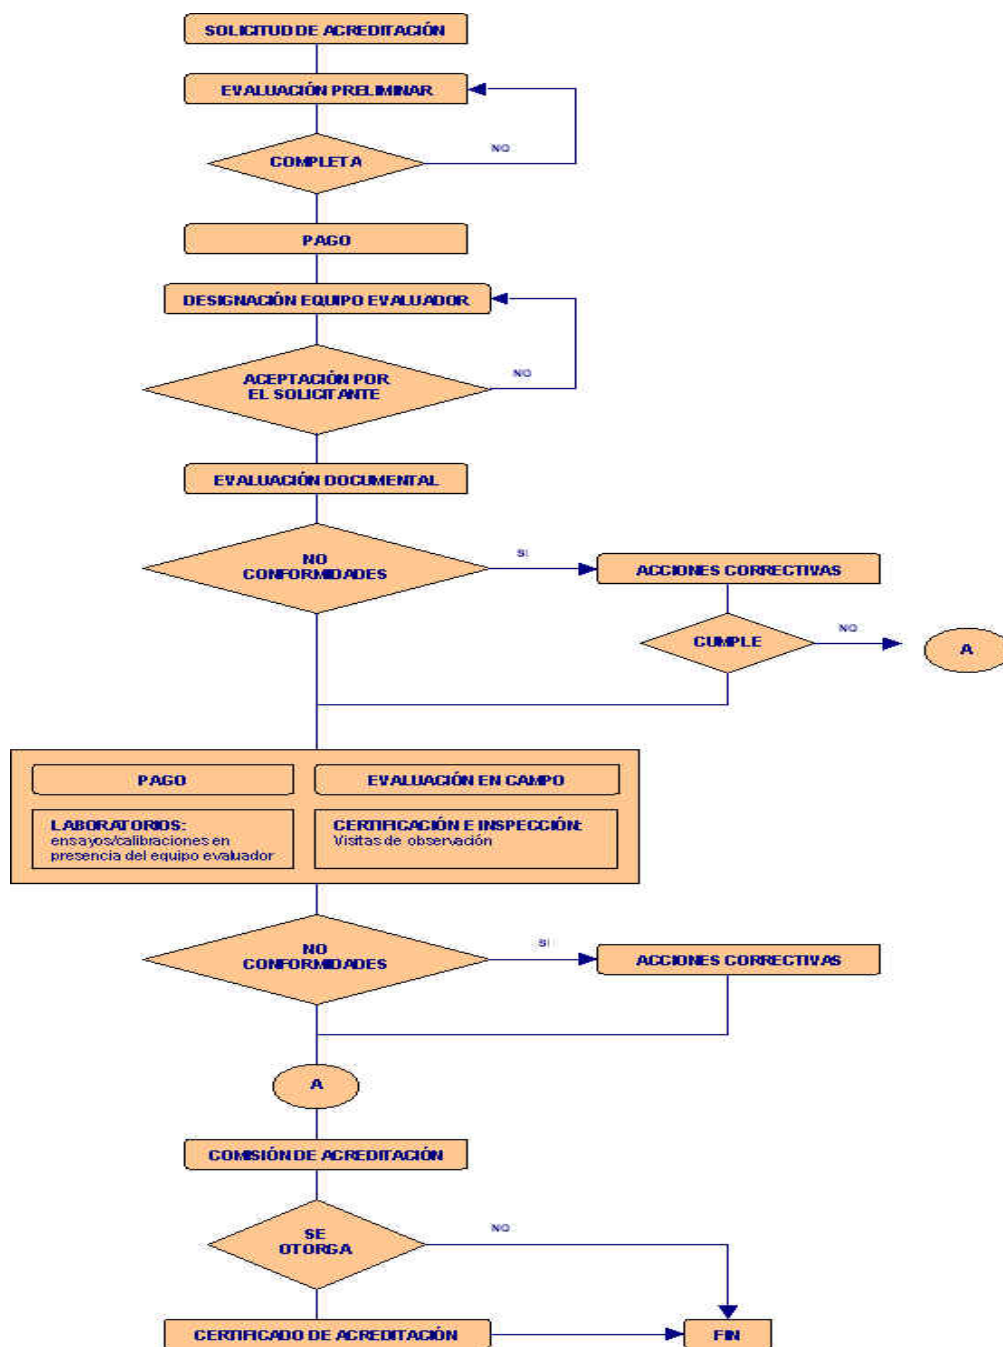 SOLICITUD DE ACREDITACIÓN
EVALUACIÓN PRELIMINAR
NO
COMPLETA
PAGO
DESIGNACIÓN EQUIPO EVALUADOR
NO
ACEPTACIÓN POR
EL SOLICITANTE
EVALUACIÓN DOCUMENTAL
NO
CONFORMIDADES
SI
ACCIONES CORRECTIVAS
CUMPLE
NO
A
PAGO
EVALUACIÓN EN CAMPO
LABORATORIOS:
ensayos/calibraciones en
presencia del equipo evaluador
CERTIFICACIÓN E INSPECCIÓN:
Visitas de observación
NO
CONFORMIDADES
SI
ACCIONES CORRECTIVAS
A
COMISIÓN DE ACREDITACIÓN
SE
OTORGA
NO
CERTIFICADO DE ACREDITACIÓN
FIN